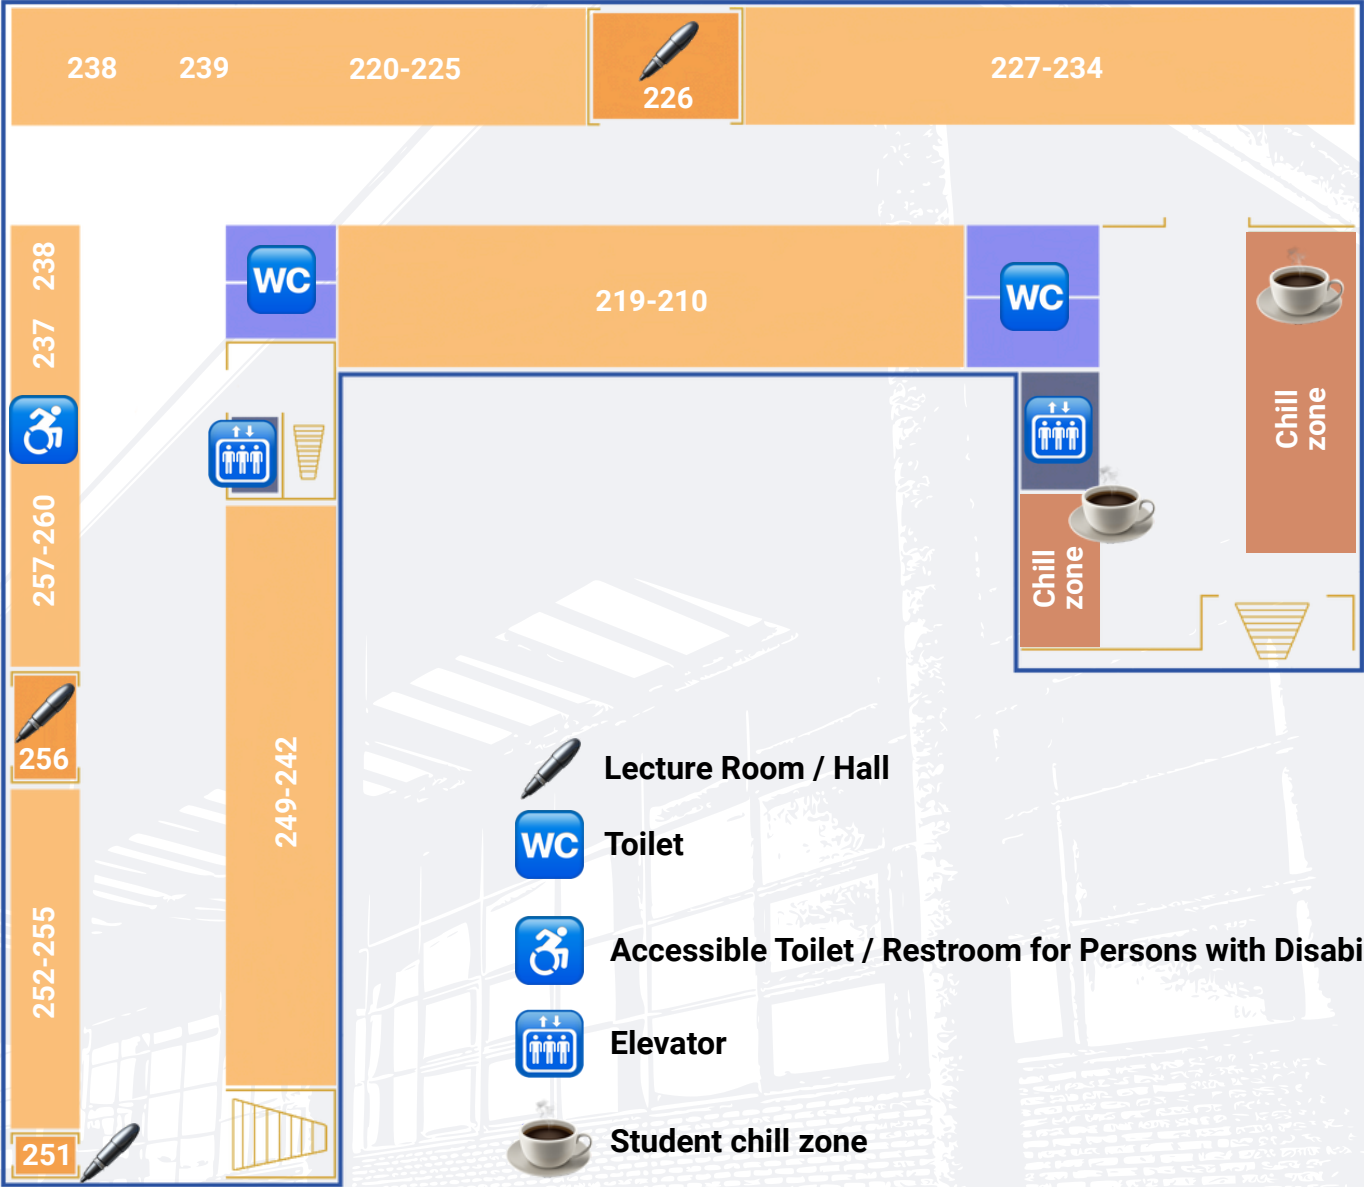 238
239
220-225
226
227-234
238
237
257-260
256
252-255
251
WC
219-210
WC
249-242
Chill
zone
Chill
zone
Lecture Room / Hall
WC
Toilet
Accessible Toilet / Restroom for Persons with Disabi
Elevator
Student chill zone